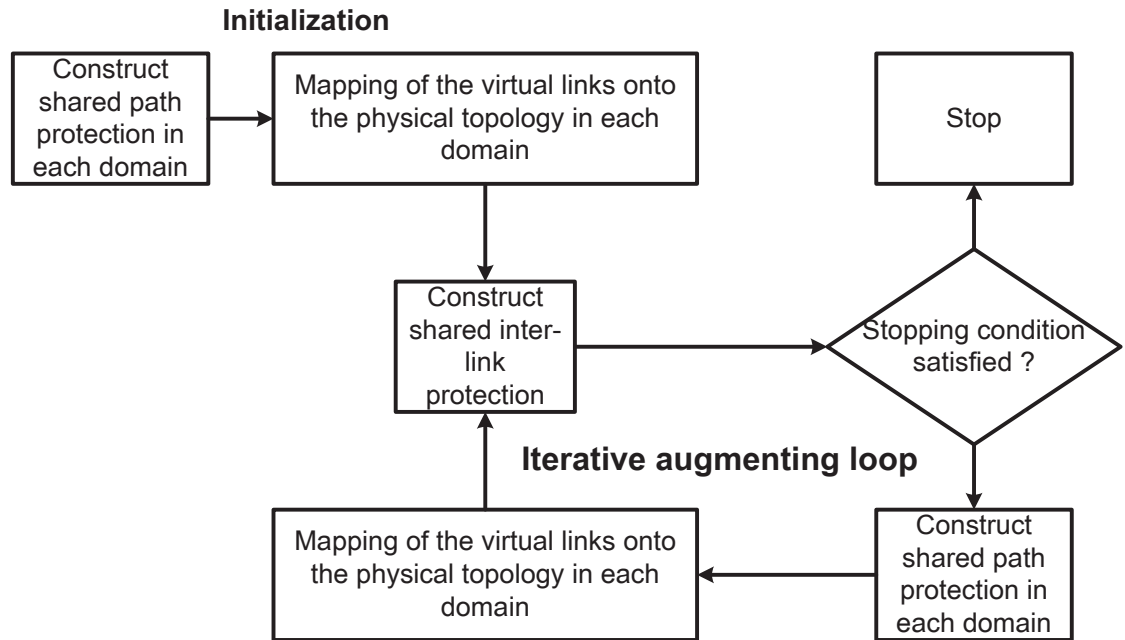 Initialization
Construct
shared path
protection in
each domain
Mapping of the virtual links onto
the physical topology in each
domain
Stop
Construct
shared inter-
link
protection
Stopping condition
satisfied ?
Iterative augmenting loop
Mapping of the virtual links onto
the physical topology in each
domain
Construct
shared path
protection in
each domain